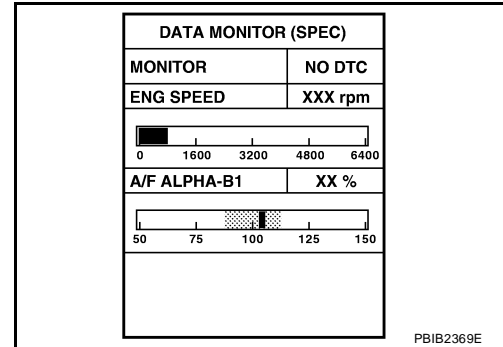 DATA MONITOR (SPEC)
MONITOR NO DTC
ENG SPEED XXX rpm
0 1600 3200 4800 6400
A/F ALPHA-B1 XX %
50 75 100 125 150
PBIB2369E